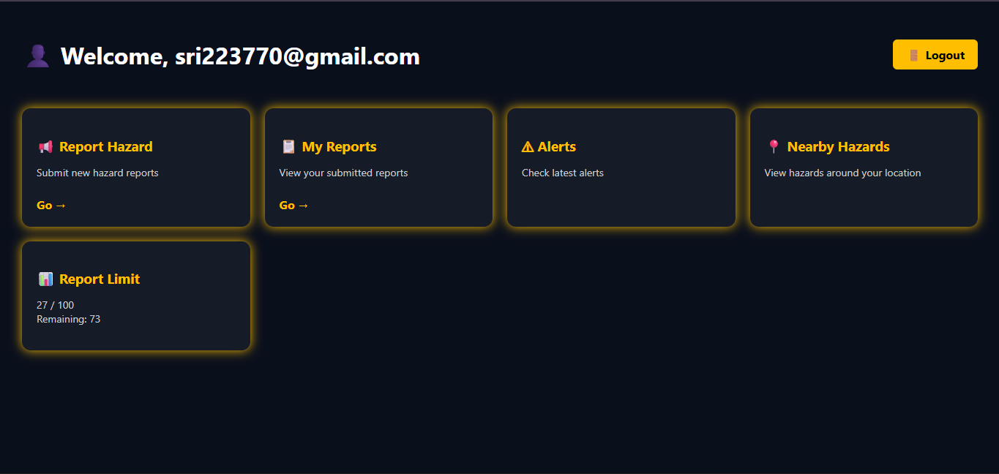 Welcome, sri223770@gmail.com
Logout
Report Hazard
Submit new hazard reports
Go →
My Reports
View your submitted reports
Go →
Alerts
Check latest alerts
Nearby Hazards
View hazards around your location
Report Limit
27 / 100
Remaining: 73